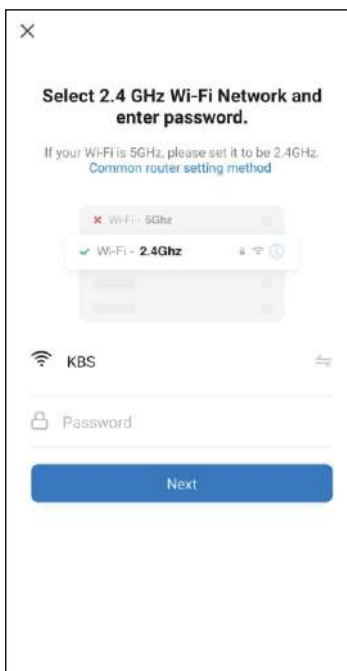 Select 2.4 GHz Wi-Fi Network and
enter password.
If your Wi-Fi is 5GHz, please set it to be 2.4GHz.
Common router setting method
Wi-Fi - 5Ghz
Wi-Fi - 2.4Ghz
KBS
Password
Next